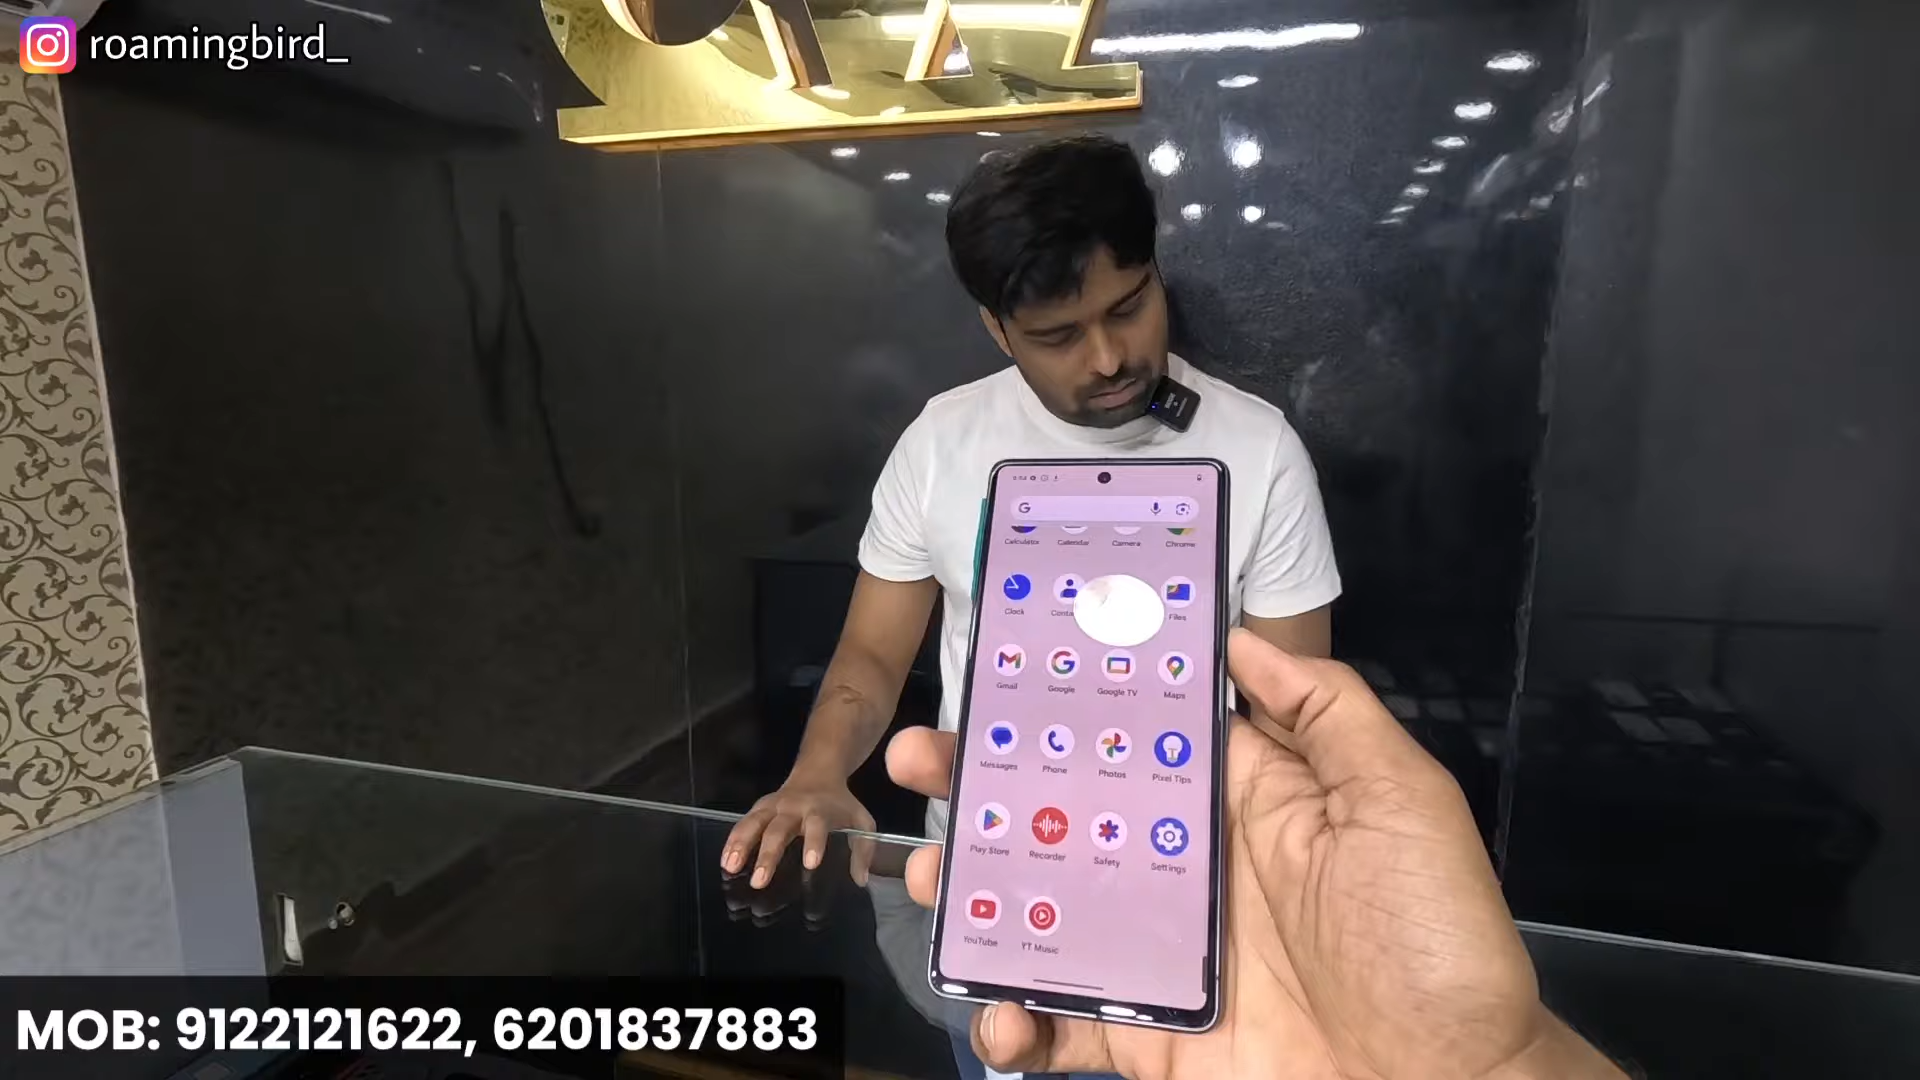 roamingbird_
Calculator Calendar Camera Chrome
Clock Files
Gmail Google Google TV Maps
Messages Phone Photos Pixel Tips
Play Store Recorder Safety Settings
YouTube YT Music
MOB: 9122121622, 6201837883